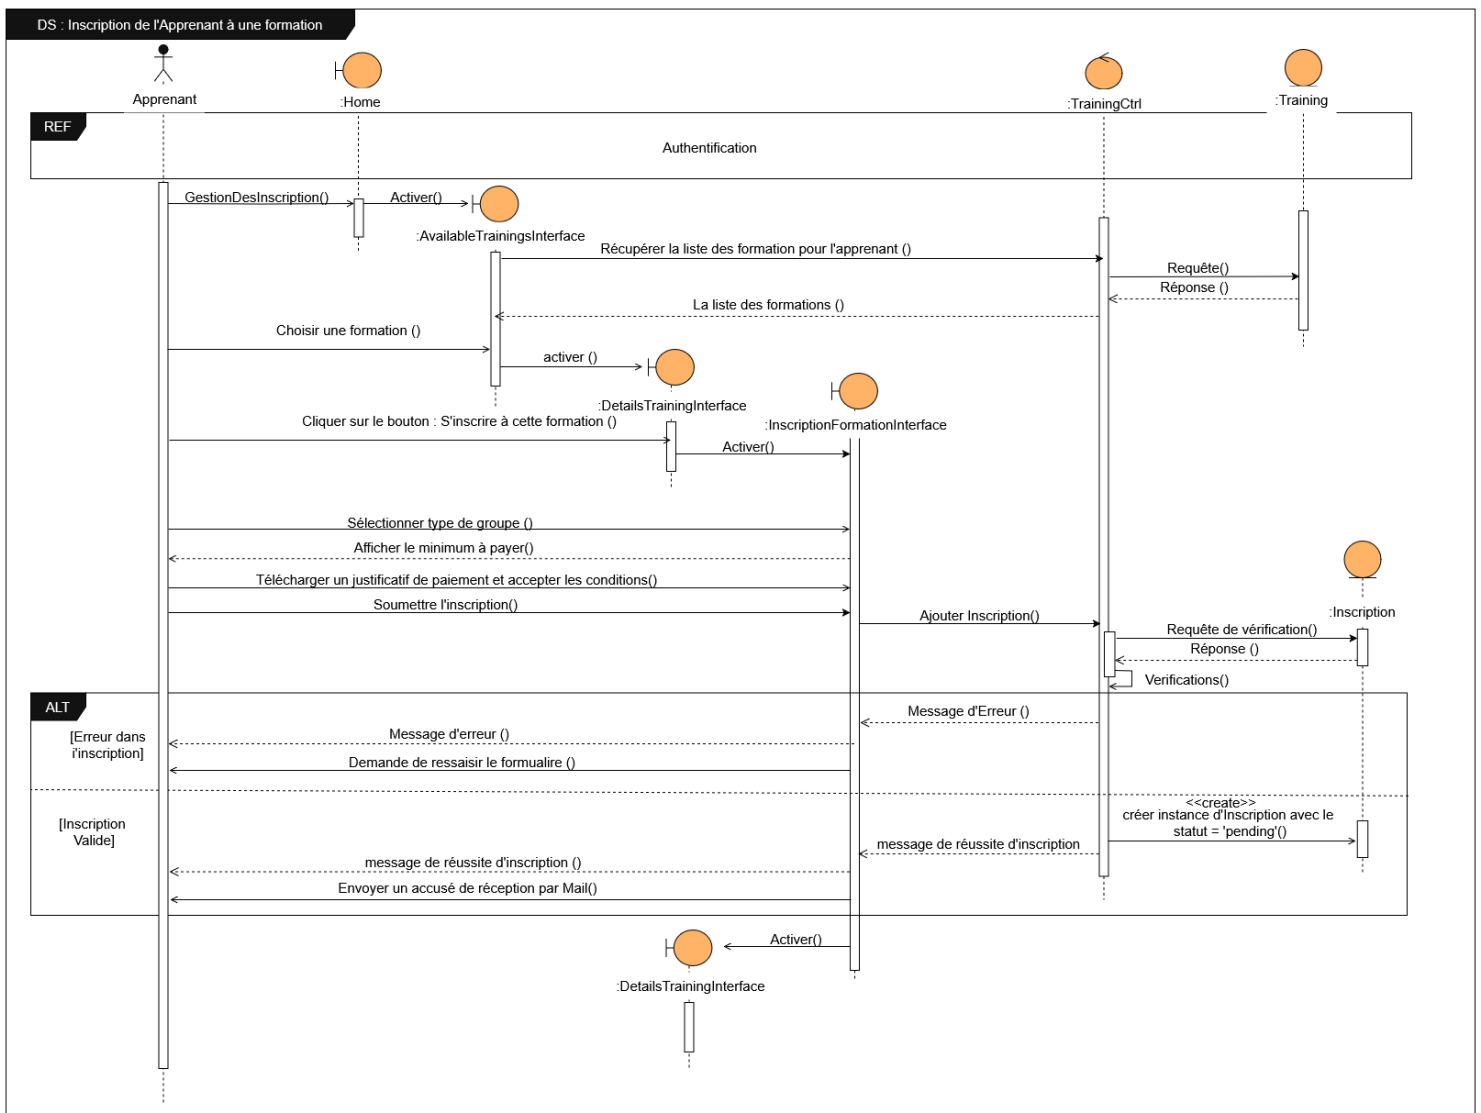 DS : Inscription de l'Apprenant à une formation
Apprenant
:Home
:TrainingCtrl
:Training
REF
Authentification
GestionDesInscription()
Activer()
:AvailableTrainingsInterface
Récupérer la liste des formation pour l'apprenant ()
Requête()
Réponse ()
La liste des formations ()
Choisir une formation ()
activer ()
:DetailsTrainingInterface
:InscriptionFormationInterface
Cliquer sur le bouton : S'inscrire à cette formation ()
Activer()
Sélectionner type de groupe ()
Afficher le minimum à payer()
Télécharger un justificatif de paiement et accepter les conditions()
Soumettre l'inscription()
Ajouter Inscription()
:Inscription
Requête de vérification()
Réponse ()
Verifications()
ALT
[Erreur dans
i'inscription]
Message d'Erreur ()
Message d'erreur ()
Demande de ressaisir le formualire ()
[Inscription
Valide]
<<create>>
créer instance d'Inscription avec le
statut = 'pending'()
message de réussite d'inscription
message de réussite d'inscription ()
Envoyer un accusé de réception par Mail()
Activer()
:DetailsTrainingInterface